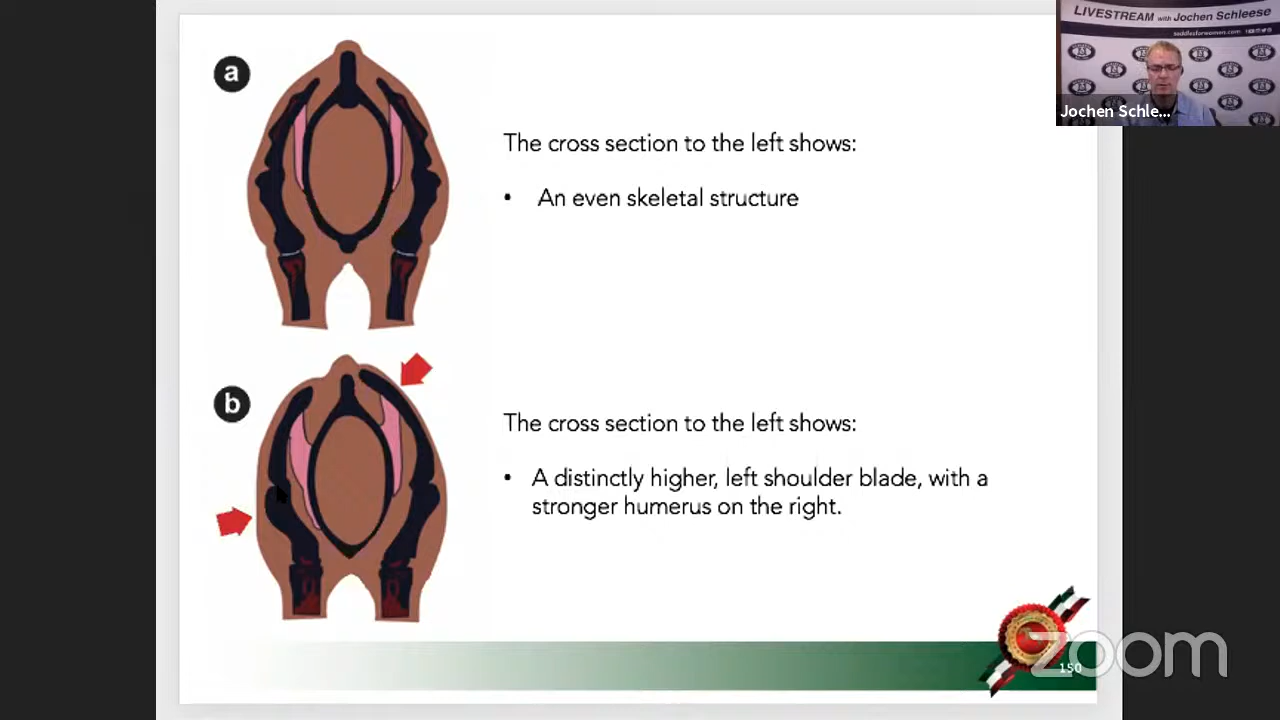 LIVESTREAM with Jochen Schleese
Jochen Schle...
a
The cross section to the left shows:
• An even skeletal structure
b
The cross section to the left shows:
• A distinctly higher, left shoulder blade, with a
stronger humerus on the right.
zoom
150